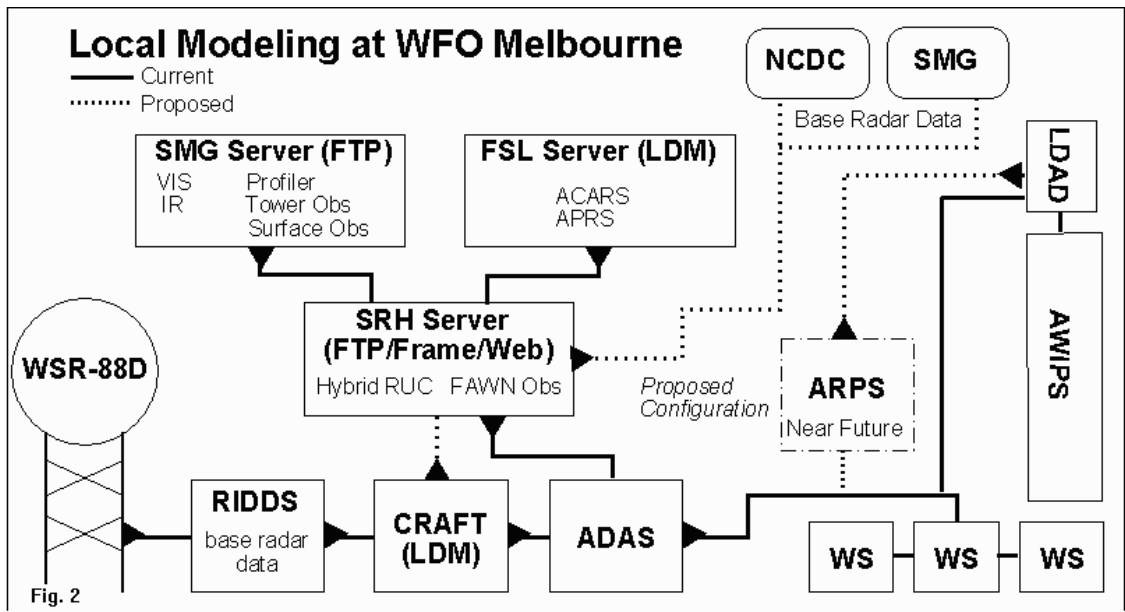 Local Modeling at WFO Melbourne
Current
Proposed
NCDC
SMG
Base Radar Data
SMG Server (FTP)
VIS Profiler
IR Tower Obs
Surface Obs
FSL Server (LDM)
ACARS
APRS
LDAD
AWIPS
SRH Server
(FTP/Frame/Web)
Hybrid RUC FAWN Obs
WSR-88D
Proposed
Configuration
ARPS
Near Future
RIDDS
base radar
data
CRAFT
(LDM)
ADAS
WS
WS
WS
Fig. 2